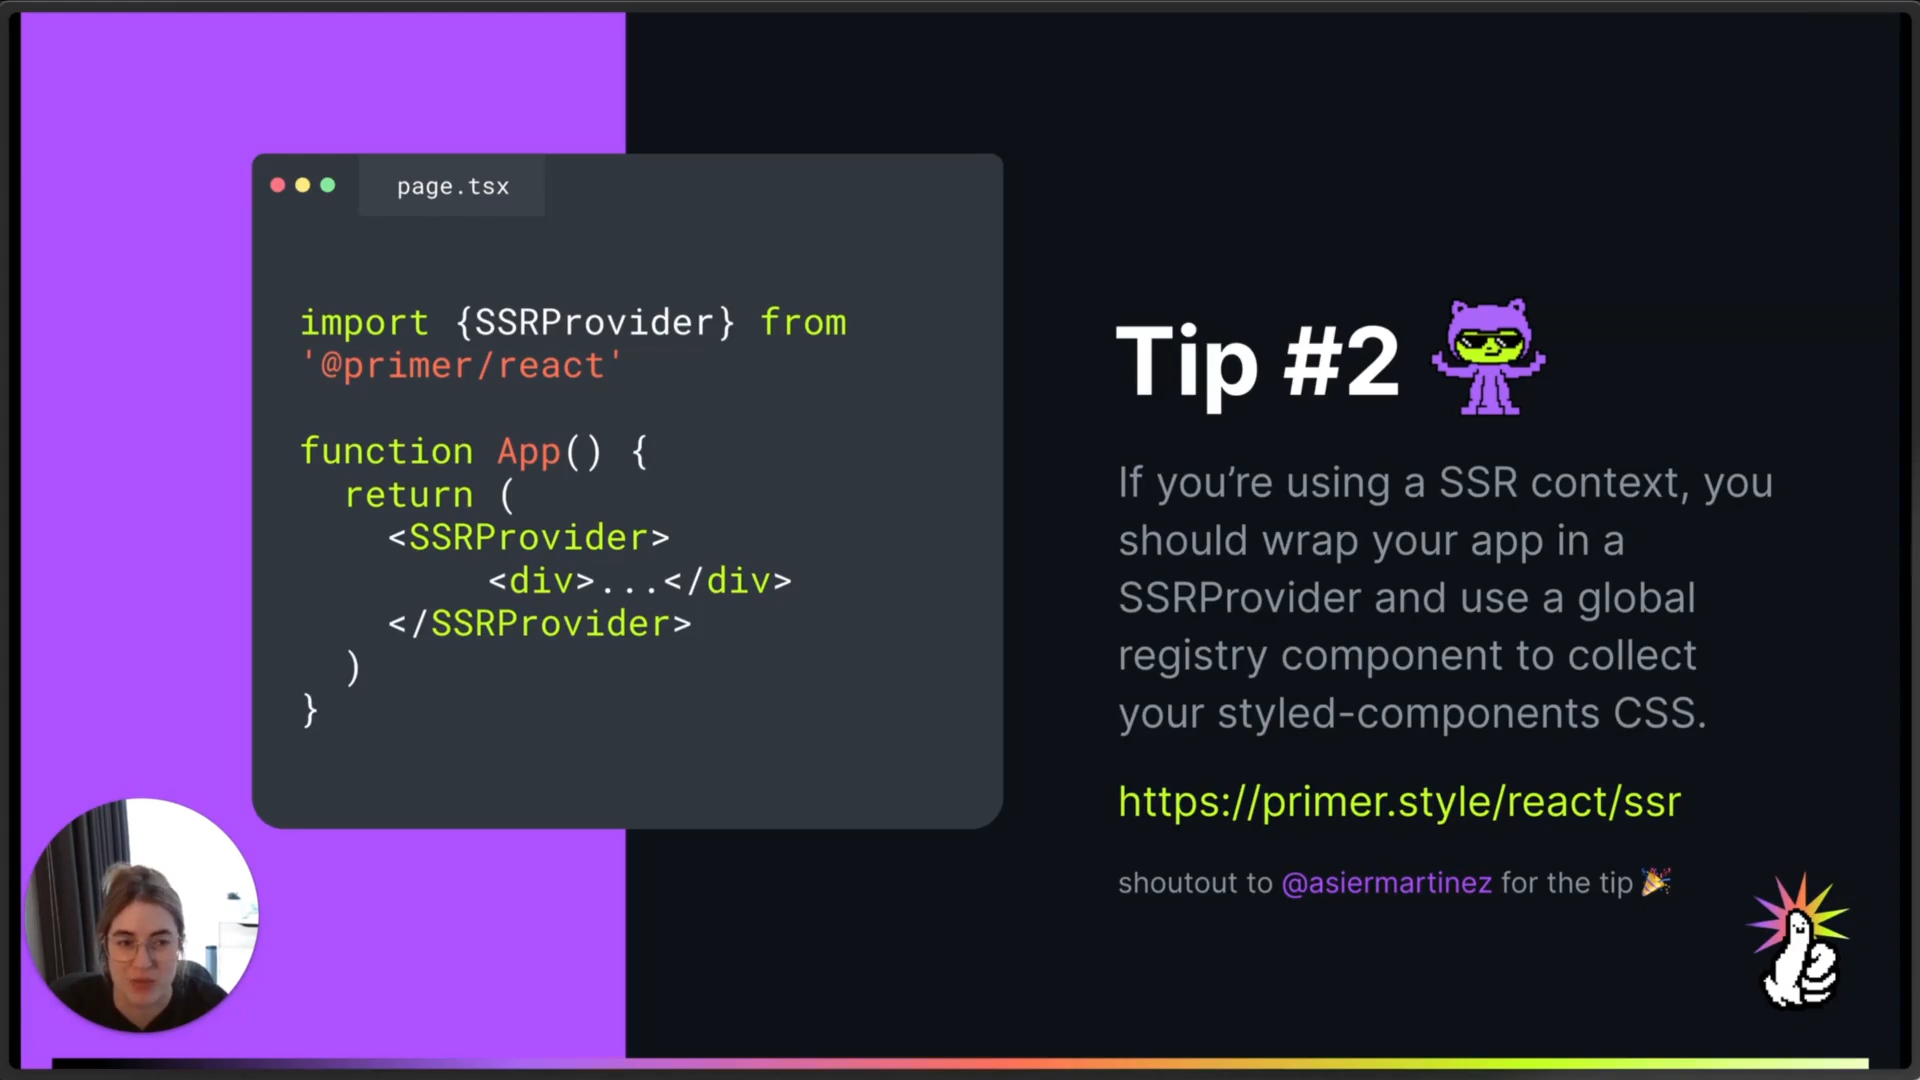 page.tsx
import {SSRProvider} from
'@primer/react'
function App() {
return (
<SSRProvider>
<div>...</div>
</SSRProvider>
)
}
Tip #2
If you’re using a SSR context, you
should wrap your app in a
SSRProvider and use a global
registry component to collect
your styled-components CSS.
https://primer.style/react/ssr
shoutout to @asiermartinez for the tip 🎉